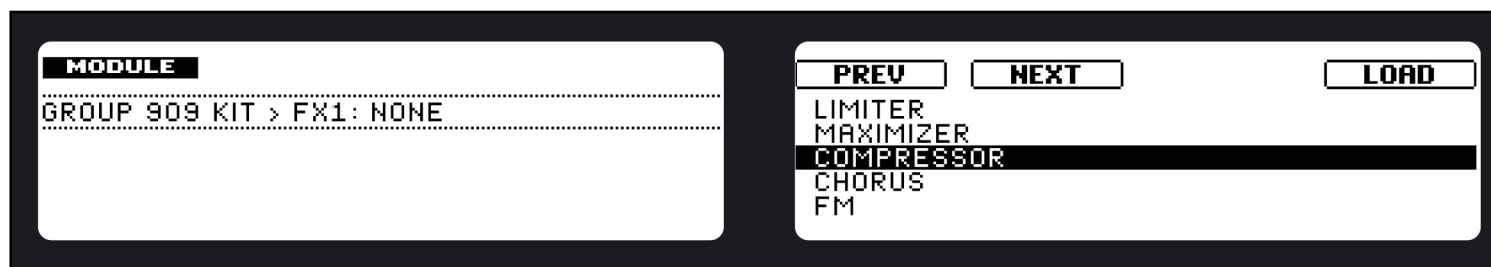 MODULE
GROUP 909 KIT > FX1: NONE
PREV NEXT LOAD
LIMITER
MAXIMIZER
COMPRESSOR
CHORUS
FM